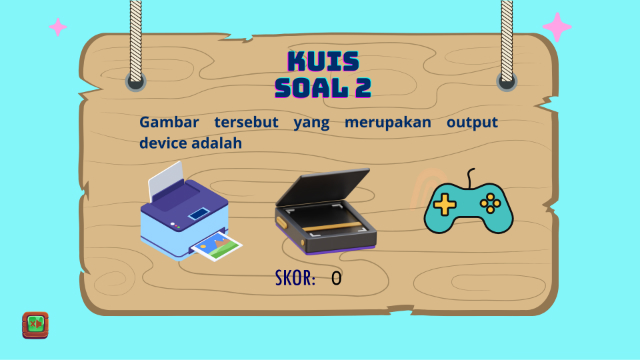 KUIS
SOAL 2
Gambar tersebut yang merupakan output
device adalah
SKOR: 0